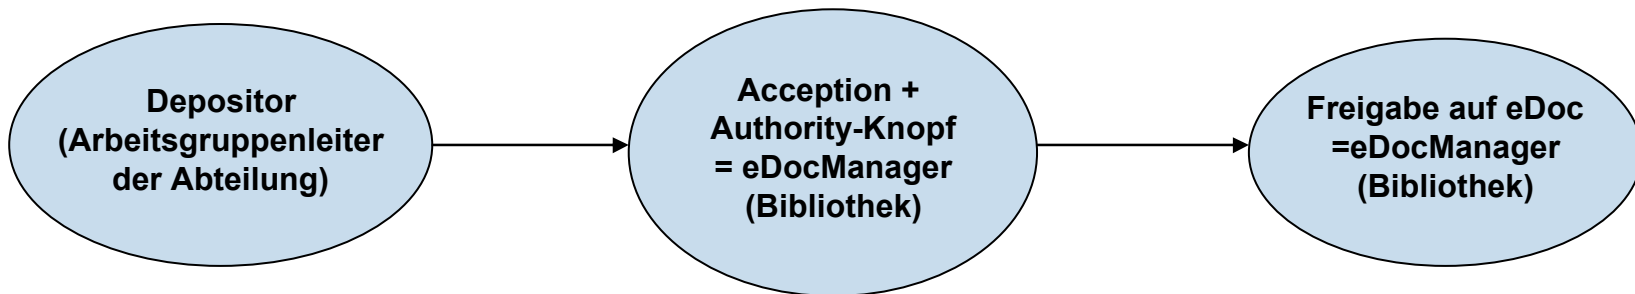 Depositor
(Arbeitsgruppenleiter
der Abteilung)
Acception +
Authority-Knopf
= eDocManager
(Bibliothek)
Freigabe auf eDoc
=eDocManager
(Bibliothek)